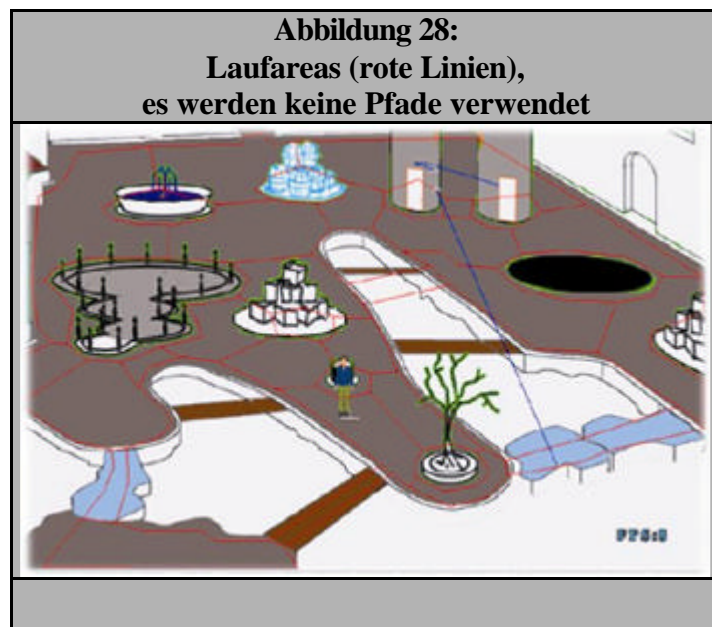 Abbildung 28:
Laufareas (rote Linien),
es werden keine Pfade verwendet